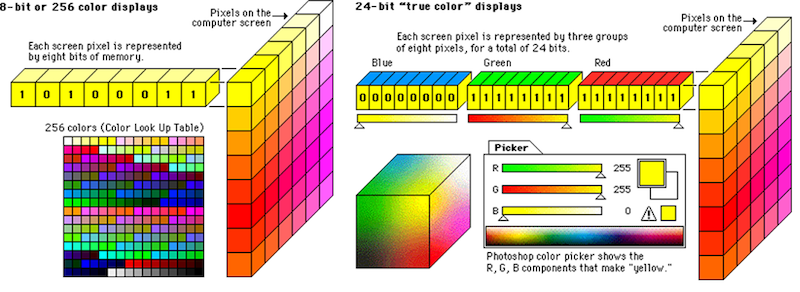 8-bit or 256 color displays
Pixels on the
computer screen
Each screen pixel is represented
by eight bits of memory.
1 0 1 0 0 0 1 1
256 colors (Color Look Up Table)
24-bit “true color” displays
Pixels on the
computer screen
Each screen pixel is represented by three groups
of eight pixels, for a total of 24 bits.
Blue Green Red
0 0 0 0 0 0 0 0 1 1 1 1 1 1 1 1 1 1 1 1 1 1 1 1
Picker
R 255
G 255
B 0
Photoshop color picker shows the
R, G, B components that make "yellow."